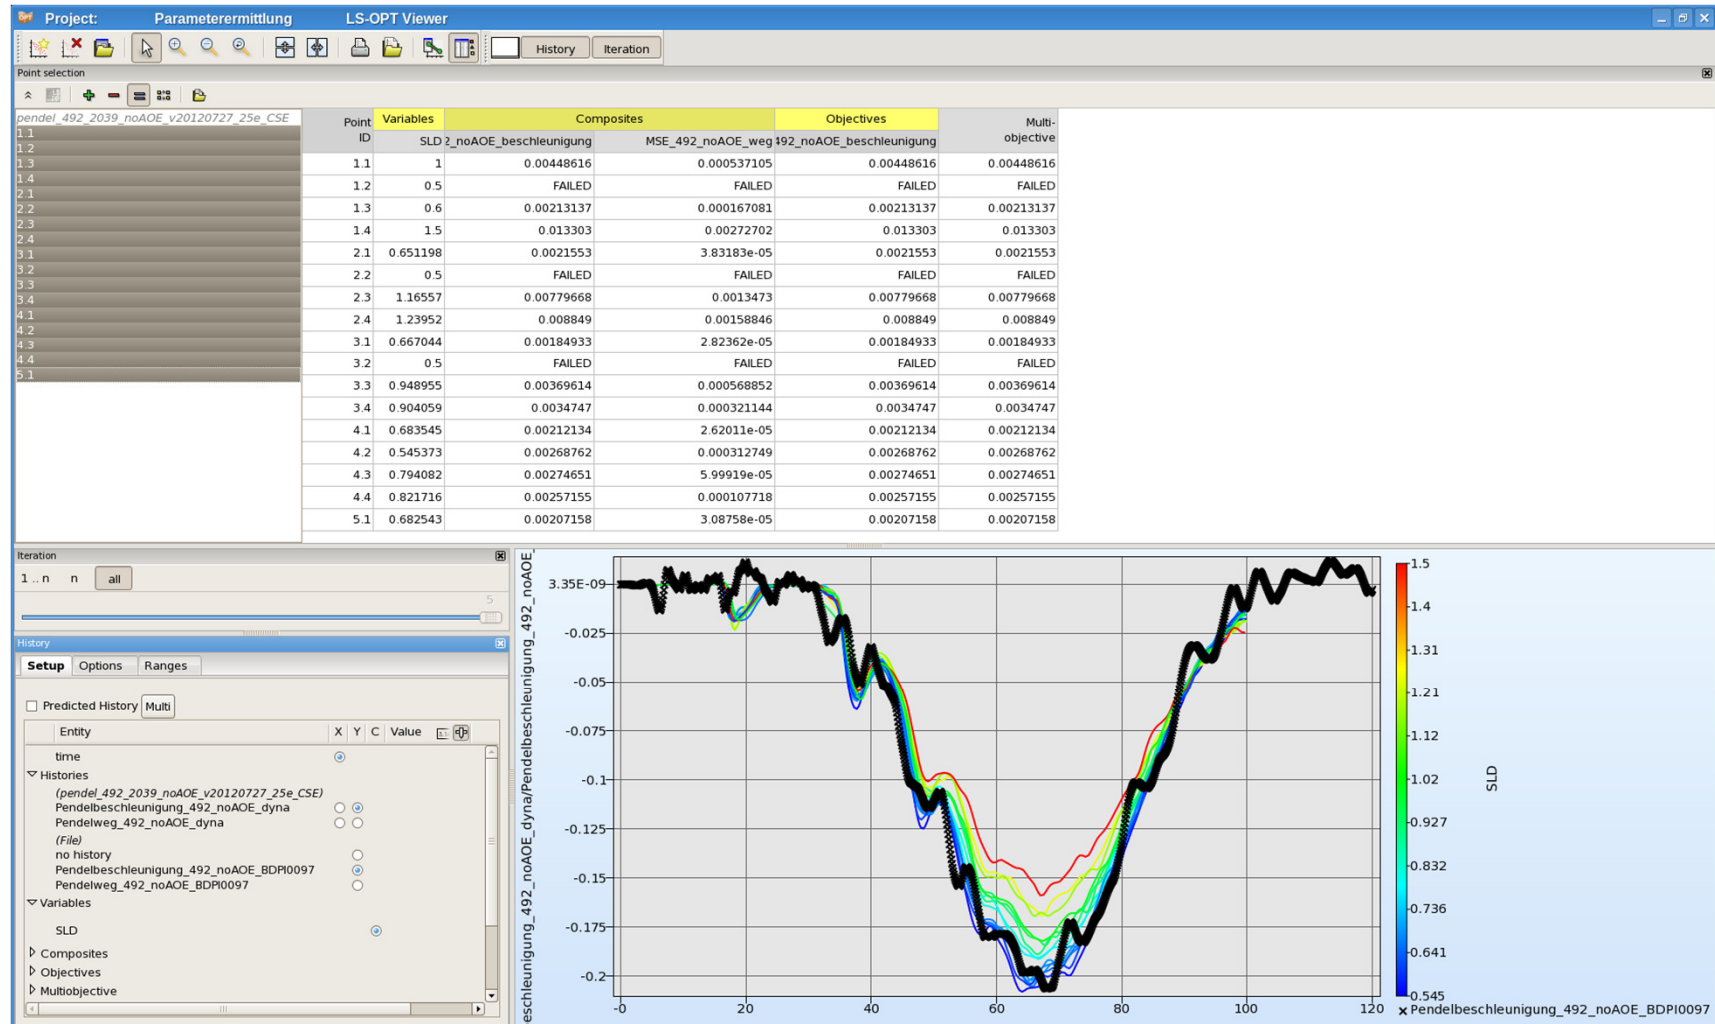 Project: Parameterermittlung LS-OPT Viewer
History Iteration
Point selection
pendel_492_2039_noAOE_v20120727_25e_CSE
1.1
1.2
1.3
1.4
2.1
2.2
2.3
2.4
3.1
3.2
3.3
3.4
4.1
4.2
4.3
4.4
5.1
Point ID Variables Composites Objectives Multi-objective
SLD 2_noAOE_beschleunigung MSE_492_noAOE_weg 492_noAOE_beschleunigung
1.1 1 0.00448616 0.000537105 0.00448616 0.00448616
1.2 0.5 FAILED FAILED FAILED FAILED
1.3 0.6 0.00213137 0.000167081 0.00213137 0.00213137
1.4 1.5 0.013303 0.00272702 0.013303 0.013303
2.1 0.651198 0.0021553 3.83183e-05 0.0021553 0.0021553
2.2 0.5 FAILED FAILED FAILED FAILED
2.3 1.16557 0.00779668 0.0013473 0.00779668 0.00779668
2.4 1.23952 0.008849 0.00158846 0.008849 0.008849
3.1 0.667044 0.00184933 2.82362e-05 0.00184933 0.00184933
3.2 0.5 FAILED FAILED FAILED FAILED
3.3 0.948955 0.00369614 0.000568852 0.00369614 0.00369614
3.4 0.904059 0.0034747 0.000321144 0.0034747 0.0034747
4.1 0.683545 0.00212134 2.62011e-05 0.00212134 0.00212134
4.2 0.545373 0.00268762 0.000312749 0.00268762 0.00268762
4.3 0.794082 0.00274651 5.99919e-05 0.00274651 0.00274651
4.4 0.821716 0.00257155 0.000107718 0.00257155 0.00257155
5.1 0.682543 0.00207158 3.08758e-05 0.00207158 0.00207158
Iteration
1 .. n n all
5
History
Setup Options Ranges
Predicted History Multi
Entity X Y C Value
time
Histories
(pendel_492_2039_noAOE_v20120727_25e_CSE)
Pendelbeschleunigung_492_noAOE_dyna
Pendelweg_492_noAOE_dyna
(File)
no history
Pendelbeschleunigung_492_noAOE_BDPI0097
Pendelweg_492_noAOE_BDPI0097
Variables
SLD
Composites
Objectives
Multiobjective
eschleunigung_492_noAOE_dyna/Pendelbeschleunigung_492_noAOE_
3.35E-09
-0.025
-0.05
-0.075
-0.1
-0.125
-0.15
-0.175
-0.2
-0 20 40 60 80 100 120
1.5
1.4
1.31
1.21
1.12
1.02
0.927
0.832
0.736
0.641
0.545
SLD
Pendelbeschleunigung_492_noAOE_BDPI0097